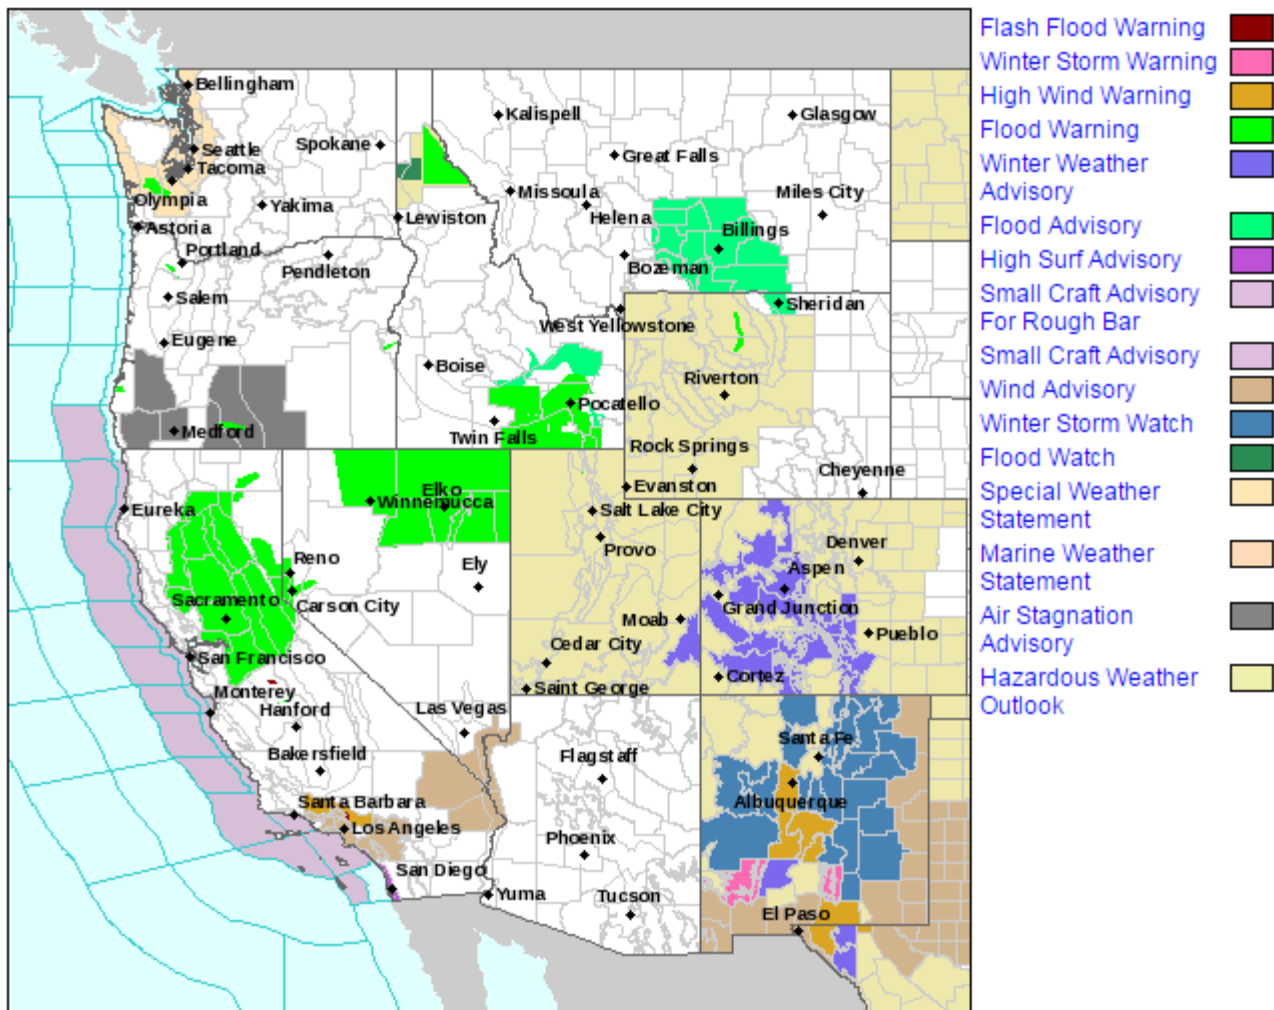 Bellingham
Seattle
Tacoma
Olympia
Astoria
Portland
Salem
Eugene
Medford
Spokane
Yakima
Pendleton
Lewiston
Kalispell
Great Falls
Glasgow
Missoula
Helena
Miles City
Billings
Bozeman
Sheridan
West Yellowstone
Boise
Pocatello
Twin Falls
Riverton
Rock Springs
Cheyenne
Evanston
Eureka
Elko
Winnemucca
Salt Lake City
Provo
Reno
Ely
Sacramento
Carson City
Denver
Aspen
Grand Junction
Moab
Pueblo
Cedar City
Cortez
Saint George
San Francisco
Monterey
Hanford
Las Vegas
Bakersfield
Flagstaff
Santa Fe
Santa Barbara
Albuquerque
Los Angeles
Phoenix
San Diego
Yuma
Tucson
El Paso
Flash Flood Warning
Winter Storm Warning
High Wind Warning
Flood Warning
Winter Weather
Advisory
Flood Advisory
High Surf Advisory
Small Craft Advisory
For Rough Bar
Small Craft Advisory
Wind Advisory
Winter Storm Watch
Flood Watch
Special Weather
Statement
Marine Weather
Statement
Air Stagnation
Advisory
Hazardous Weather
Outlook